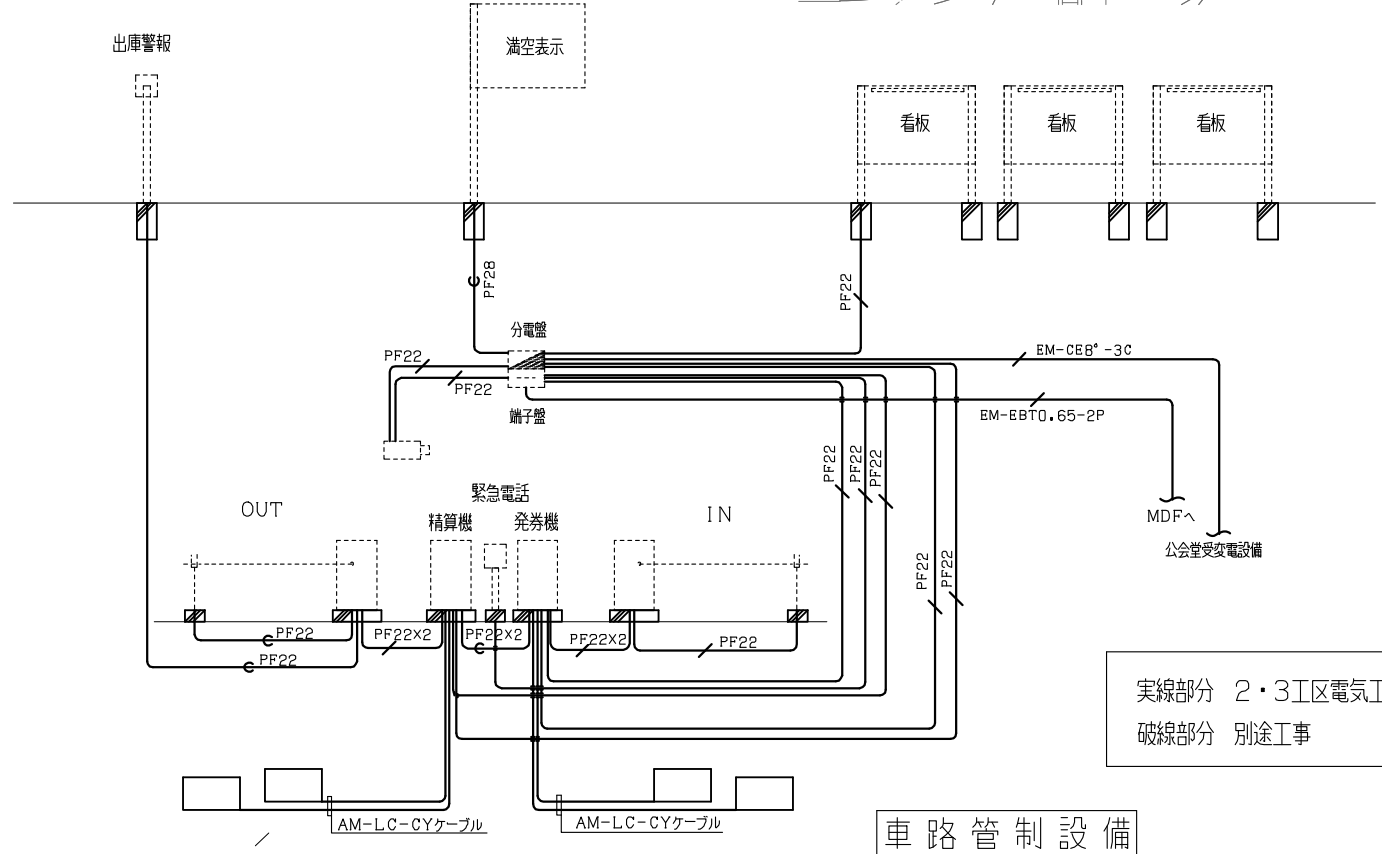 出庫警報
満空表示
看板
看板
看板
PF28
PF22
分電盤
PF22
EM-CE8°-3C
PF22
端子盤
EM-EBT0.65-2P
PF22
PF22
PF22
緊急電話
OUT
精算機
発券機
IN
MDFへ
公会堂受変電設備
PF22
PF22
PF22
PF22X2
PF22X2
PF22X2
PF22
PF22
実線部分 2・3工区電気工
破線部分 別途工事
AM-LC-CYケーブル
AM-LC-CYケーブル
車路管制設備